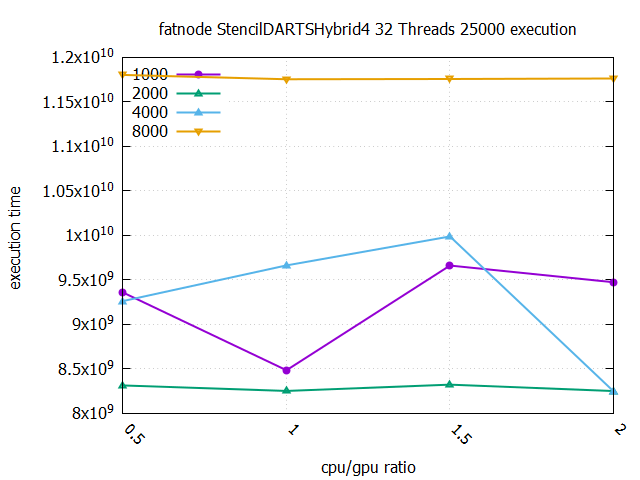 fatnode StencilDARTSHybrid4 32 Threads 25000 execution
1.2x10^10
1.15x10^10
1.1x10^10
1.05x10^10
1x10^10
9.5x10^9
9x10^9
8.5x10^9
8x10^9
execution time
1000
2000
4000
8000
0.5
1
1.5
2
cpu/gpu ratio